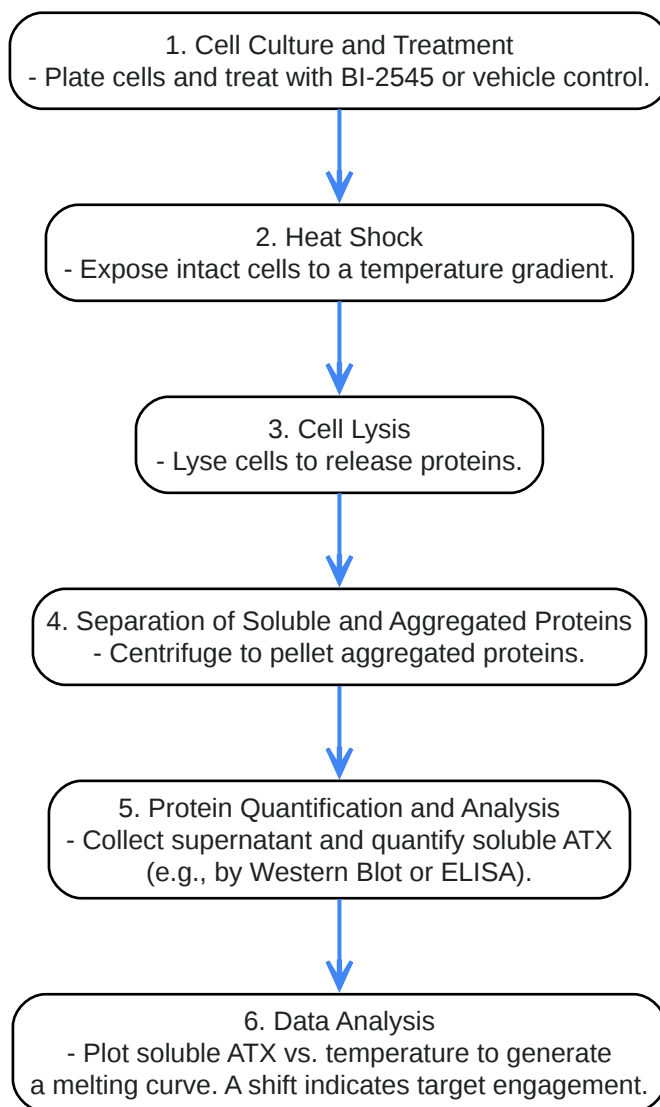 1. Cell Culture and Treatment
- Plate cells and treat with BI-2545 or vehicle control.
2. Heat Shock
- Expose intact cells to a temperature gradient.
3. Cell Lysis
- Lyse cells to release proteins.
4. Separation of Soluble and Aggregated Proteins
- Centrifuge to pellet aggregated proteins.
5. Protein Quantification and Analysis
- Collect supernatant and quantify soluble ATX
(e.g., by Western Blot or ELISA).
6. Data Analysis
- Plot soluble ATX vs. temperature to generate
a melting curve. A shift indicates target engagement.